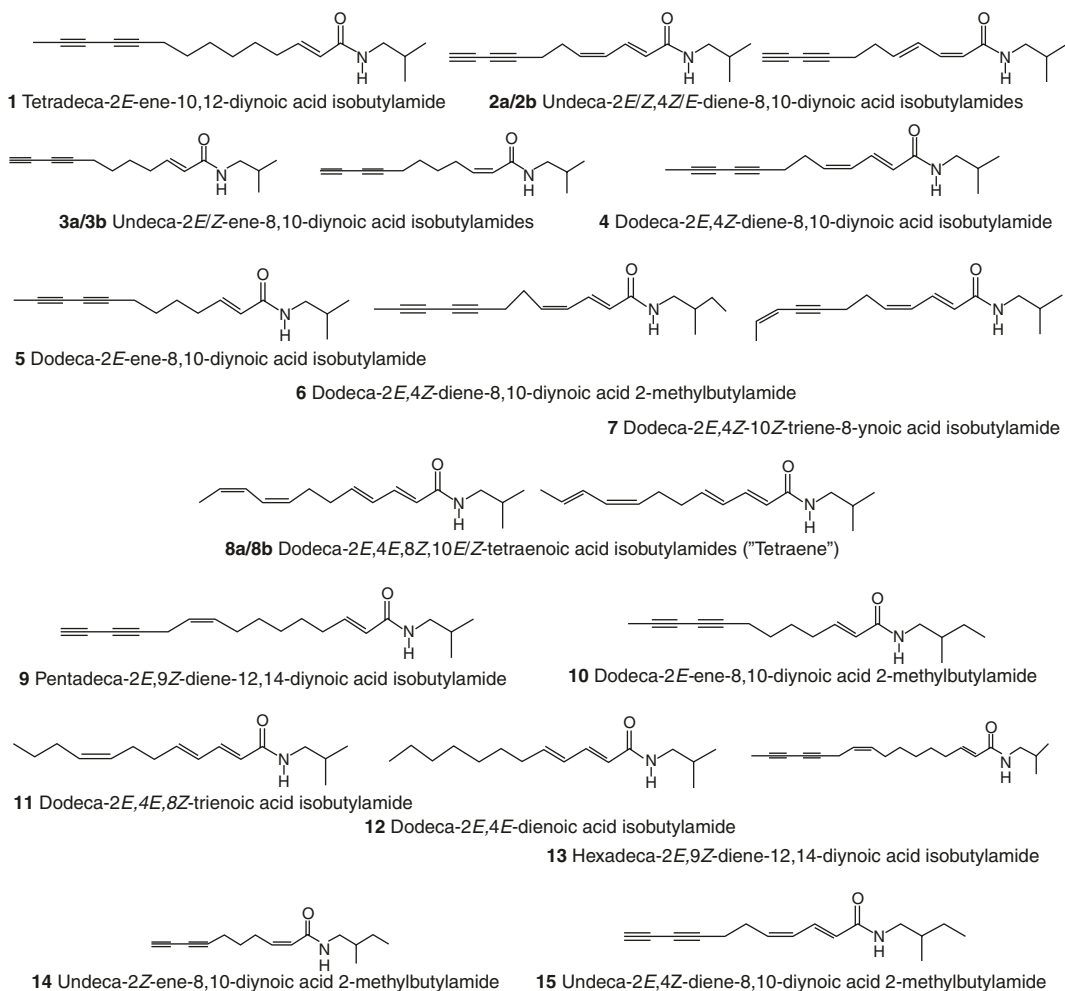 O
N
H
O
N
H
O
N
H
1 Tetradeca-2E-ene-10,12-diynoic acid isobutylamide
2a/2b Undeca-2E/Z,4Z/E-diene-8,10-diynoic acid isobutylamides
O
N
H
O
N
H
O
N
H
3a/3b Undeca-2E/Z-ene-8,10-diynoic acid isobutylamides
4 Dodeca-2E,4Z-diene-8,10-diynoic acid isobutylamide
O
N
H
O
N
H
O
N
H
5 Dodeca-2E-ene-8,10-diynoic acid isobutylamide
6 Dodeca-2E,4Z-diene-8,10-diynoic acid 2-methylbutylamide
7 Dodeca-2E,4Z-10Z-triene-8-ynoic acid isobutylamide
O
N
H
O
N
H
8a/8b Dodeca-2E,4E,8Z,10E/Z-tetraenoic acid isobutylamides ("Tetraene")
O
N
H
O
N
H
9 Pentadeca-2E,9Z-diene-12,14-diynoic acid isobutylamide
10 Dodeca-2E-ene-8,10-diynoic acid 2-methylbutylamide
O
N
H
O
N
H
O
N
H
11 Dodeca-2E,4E,8Z-trienoic acid isobutylamide
12 Dodeca-2E,4E-dienoic acid isobutylamide
13 Hexadeca-2E,9Z-diene-12,14-diynoic acid isobutylamide
O
N
H
O
N
H
14 Undeca-2Z-ene-8,10-diynoic acid 2-methylbutylamide
15 Undeca-2E,4Z-diene-8,10-diynoic acid 2-methylbutylamide